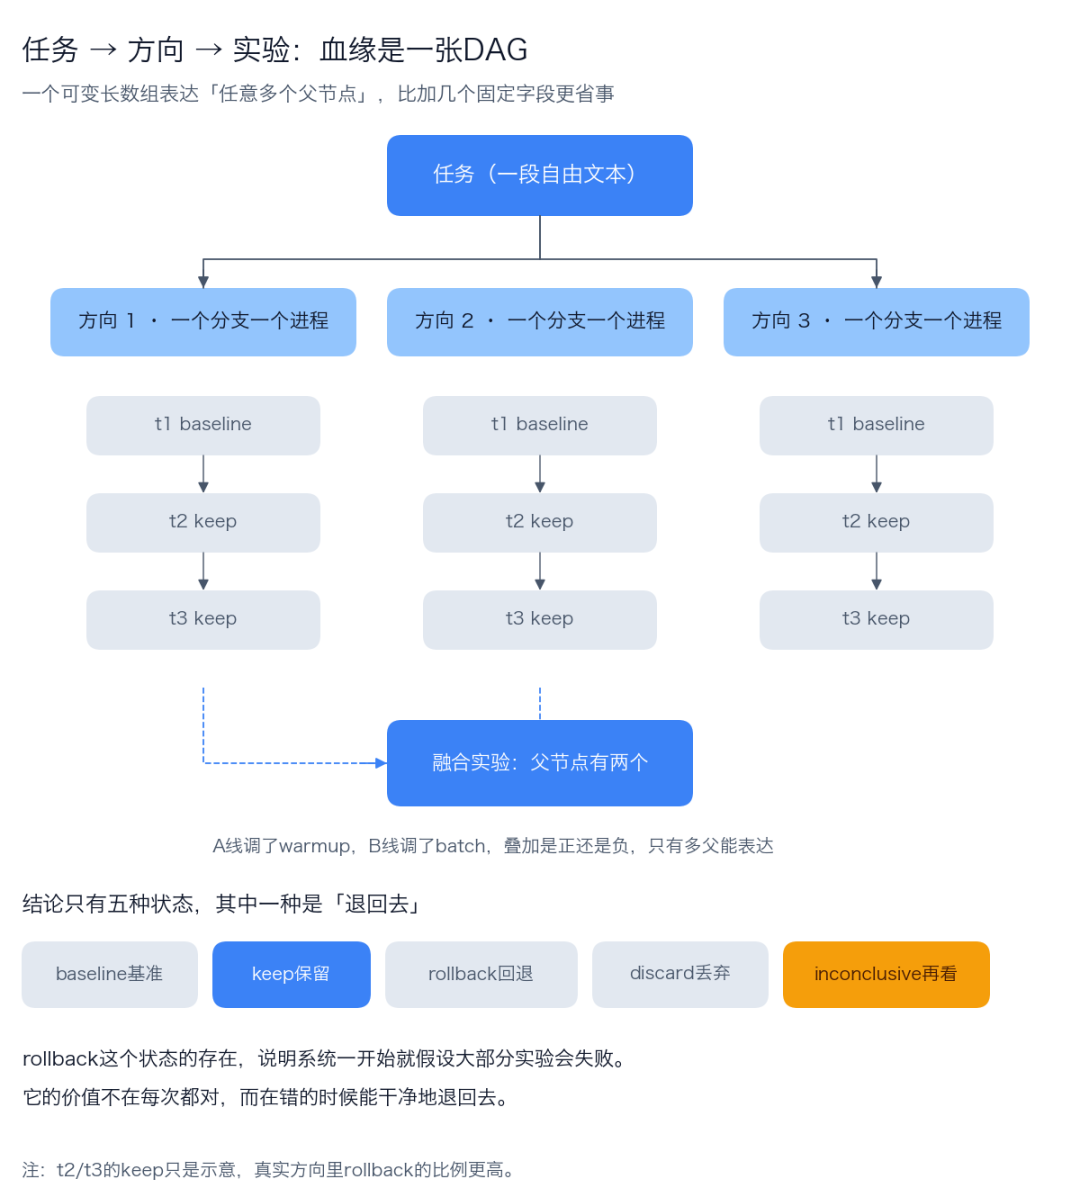 任务 → 方向 → 实验：血缘是一张DAG
一个可变长数组表达「任意多个父节点」，比加几个固定字段更省事
任务（一段自由文本）
方向 1 · 一个分支一个进程
方向 2 · 一个分支一个进程
方向 3 · 一个分支一个进程
t1 baseline
t1 baseline
t1 baseline
t2 keep
t2 keep
t2 keep
t3 keep
t3 keep
t3 keep
融合实验：父节点有两个
A线调了warmup，B线调了batch，叠加是正还是负，只有多父能表达
结论只有五种状态，其中一种是「退回去」
baseline基准
keep保留
rollback回退
discard丢弃
inconclusive再看
rollback这个状态的存在，说明系统一开始就假设大部分实验会失败。
它的价值不在每次都对，而在错的时候能干净地退回去。
注：t2/t3的keep只是示意，真实方向里rollback的比例更高。